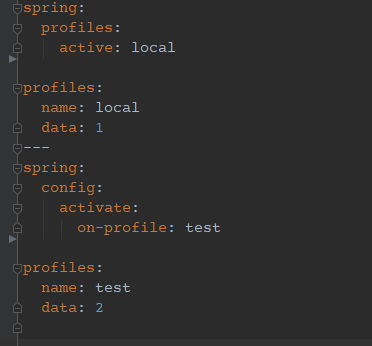 spring:
  profiles:
    active: local

profiles:
  name: local
  data: 1
---
spring:
  config:
    activate:
      on-profile: test

profiles:
  name: test
  data: 2